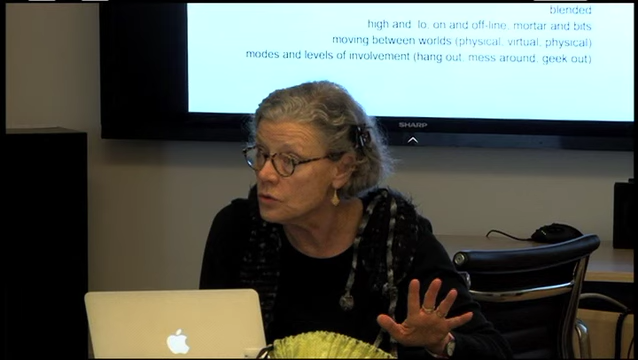 blended
high and lo, on and off-line, mortar and bits
moving between worlds (physical, virtual, physical)
modes and levels of involvement (hang out, mess around, geek out)
SHARP